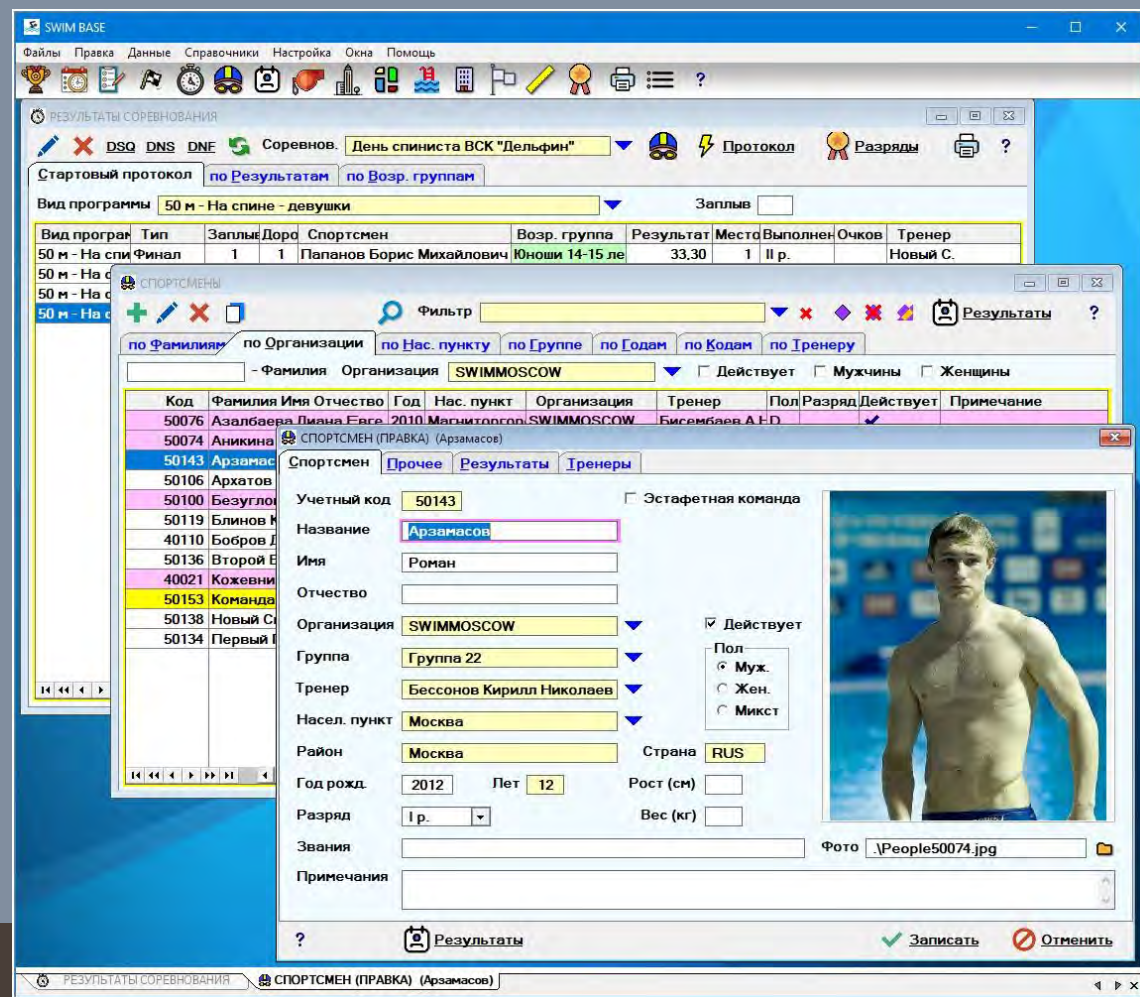 SWIM BASE
Файлы Правка Данные Справочники Настройка Окна Помощь
?
РЕЗУЛЬТАТЫ СОРЕВНОВАНИЯ
DSQ DNS DNF Соревнов. День спиниста ВСК "Дельфин" Протокол Разряды ?
Стартовый протокол по Результатам по Возр. группам
Вид программы 50 м - На спине - девушки Заплыв
Вид програм Тип Заплыв Доро Спортсмен Возр. группа Результат Место Выполнен Очков Тренер
50 м - На спи Финал 1 1 Папанов Борис Михайлович Юноши 14-15 ле 33,30 1 II р. Новый С.
50 м - На с
50 м - На с
50 м - На с
СПОРТСМЕНЫ
Фильтр Результаты ?
по Фамилиям по Организации по Нас. пункту по Группе по Годам по Кодам по Тренеру
- Фамилия Организация SWIMMOSCOW Действует Мужчины Женщины
Код Фамилия Имя Отчество Год Нас. пункт Организация Тренер Пол Разряд Действует Примечание
50076 Азалбаева Диана Евге 2010 Магнитогор SWIMMOSCOW Бисембаев А.Н D
50074 Аникина
50143 Арзамас
50106 Архатов
50100 Безугло
50119 Блинов К
40110 Бобров Д
50136 Второй Е
40021 Кожевни
50153 Команда
50138 Новый С
50134 Первый П
СПОРТСМЕН (ПРАВКА) (Арзамасов)
Спортсмен Прочее Результаты Тренеры
Учетный код 50143 Эстафетная команда
Название Арзамасов
Имя Роман
Отчество
Организация SWIMMOSCOW Действует
Группа Группа 22 Пол
Муж.
Тренер Бессонов Кирилл Николаев Жен.
Микст
Насел. пункт Москва
Район Москва Страна RUS
Год рожд. 2012 Лет 12 Рост (см)
Разряд I р. Вес (кг)
Звания Фото .\People50074.jpg
Примечания
? Результаты Записать Отменить
РЕЗУЛЬТАТЫ СОРЕВНОВАНИЯ СПОРТСМЕН (ПРАВКА) (Арзамасов)